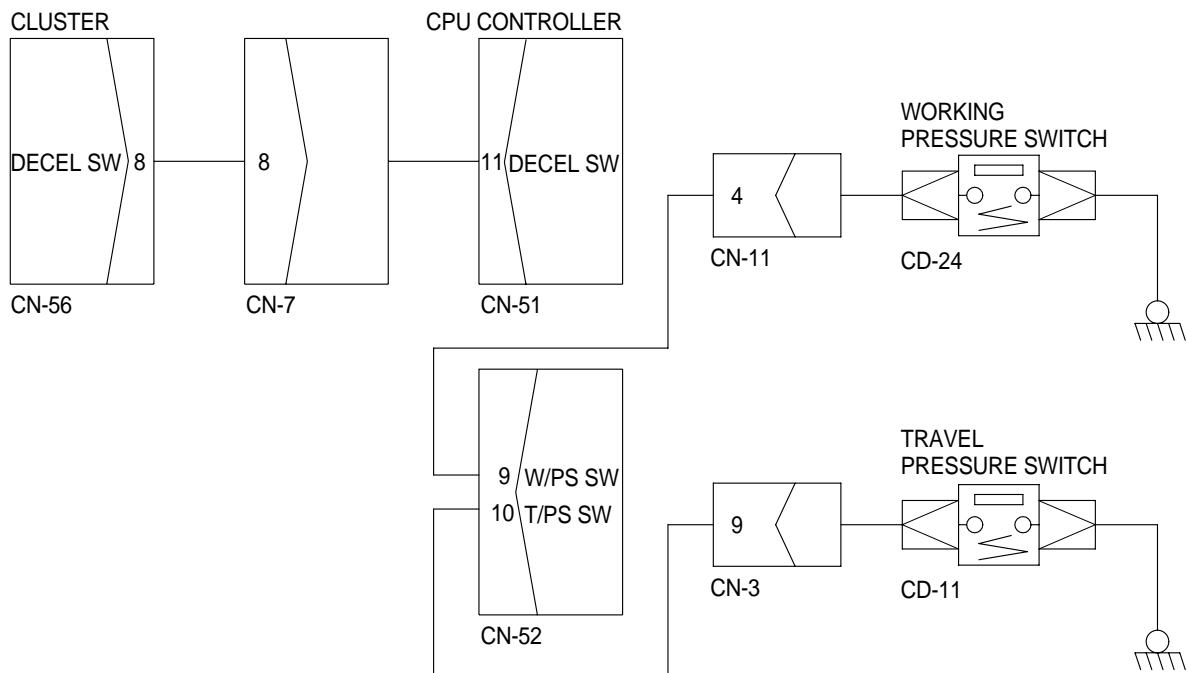 CLUSTER
CPU CONTROLLER
DECEL SW 8
8
11 DECEL SW
CN-56
CN-7
CN-51
WORKING
PRESSURE SWITCH
4
CN-11
CD-24
9 W/PS SW
10 T/PS SW
CN-52
TRAVEL
PRESSURE SWITCH
9
CN-3
CD-11